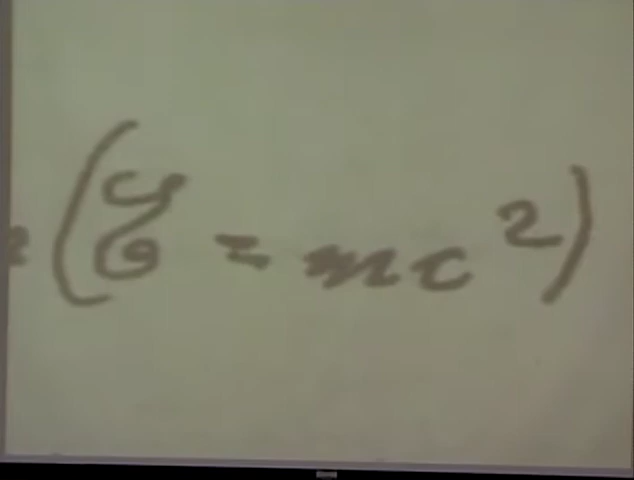 (E = mc²)